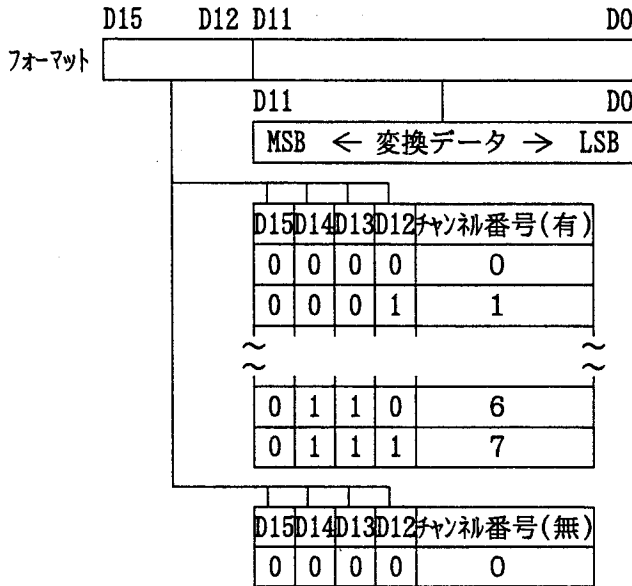 D15 D12 D11 D0
フォーマット
D11 D0
MSB ← 変換データ → LSB
D15 D14 D13 D12 チャンネル番号(有)
0 0 0 0 0
0 0 0 1 1
~ ~
~ ~
0 1 1 0 6
0 1 1 1 7
D15 D14 D13 D12 チャンネル番号(無)
0 0 0 0 0